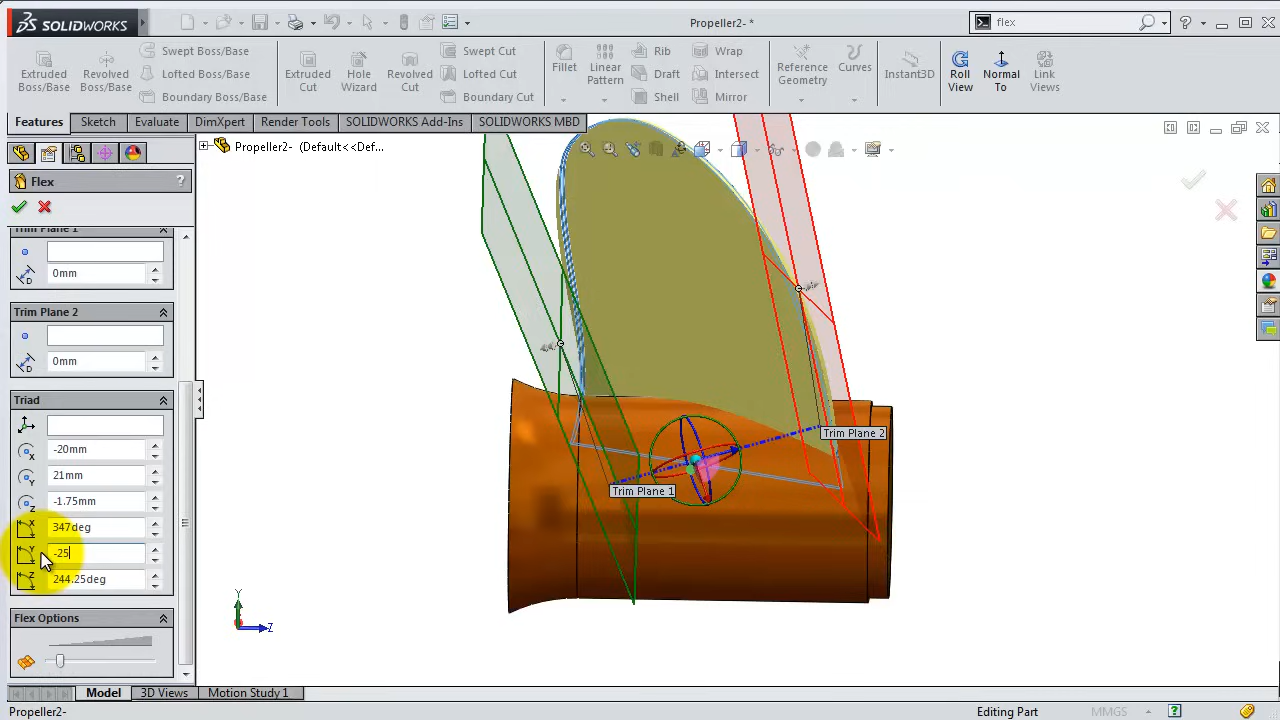 SOLIDWORKS
Propeller2- *
flex
Extruded Boss/Base
Revolved Boss/Base
Swept Boss/Base
Lofted Boss/Base
Boundary Boss/Base
Extruded Cut
Hole Wizard
Revolved Cut
Swept Cut
Lofted Cut
Boundary Cut
Fillet
Linear Pattern
Rib
Draft
Shell
Wrap
Intersect
Mirror
Reference Geometry
Curves
Instant3D
Roll View
Normal To
Link Views
Features
Sketch
Evaluate
DimXpert
Render Tools
SOLIDWORKS Add-Ins
SOLIDWORKS MBD
Propeller2- (Default<<Def...
Flex
?
Trim Plane 1
0mm
Trim Plane 2
0mm
Triad
X -20mm
Y 21mm
Z -1.75mm
X 347deg
Y -25
Z 244.25deg
Flex Options
Trim Plane 2
Trim Plane 1
Y
Z
Model
3D Views
Motion Study 1
Propeller2-
Editing Part
MMGS